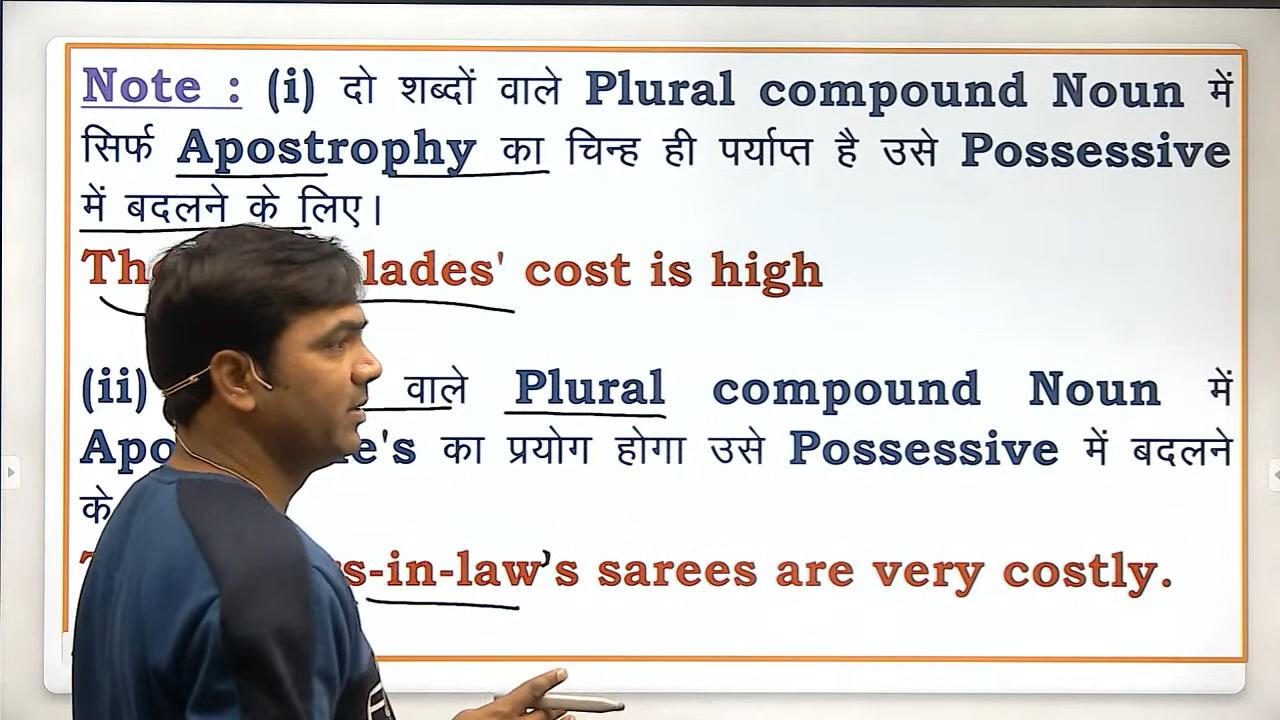 Note : (i) दो शब्दों वाले Plural compound Noun में
सिर्फ Apostrophy का चिन्ह ही पर्याप्त है उसे Possessive
में बदलने के लिए।
lades' cost is high
(ii) वाले Plural compound Noun में
का प्रयोग होगा उसे Possessive में बदलने
के
s-in-law's sarees are very costly.